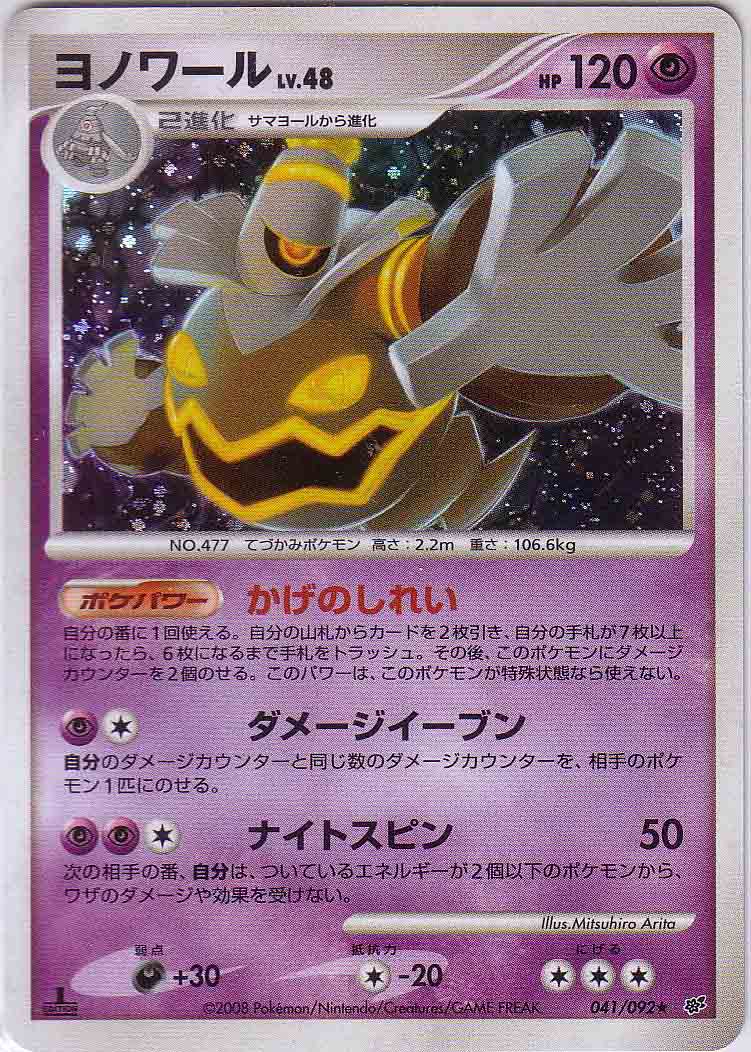 ヨノワール LV.48 HP 120
2進化 サマヨールから進化
NO.477 てづかみポケモン 高さ：2.2m 重さ：106.6kg
ポケパワー かげのしれい
自分の番に1回使える。自分の山札からカードを2枚引き、自分の手札が7枚以上
になったら、6枚になるまで手札をトラッシュ。その後、このポケモンにダメージ
カウンターを2個のせる。このパワーは、このポケモンが特殊状態なら使えない。
ダメージイーブン
自分のダメージカウンターと同じ数のダメージカウンターを、相手のポケ
モン1匹にのせる。
ナイトスピン 50
次の相手の番、自分は、ついているエネルギーが2個以下のポケモンから、
ワザのダメージや効果を受けない。
Illus.Mitsuhiro Arita
弱点 抵抗力 にげる
+30 -20
1 EDITION ©2008 Pokémon/Nintendo/Creatures/GAME FREAK 041/092★